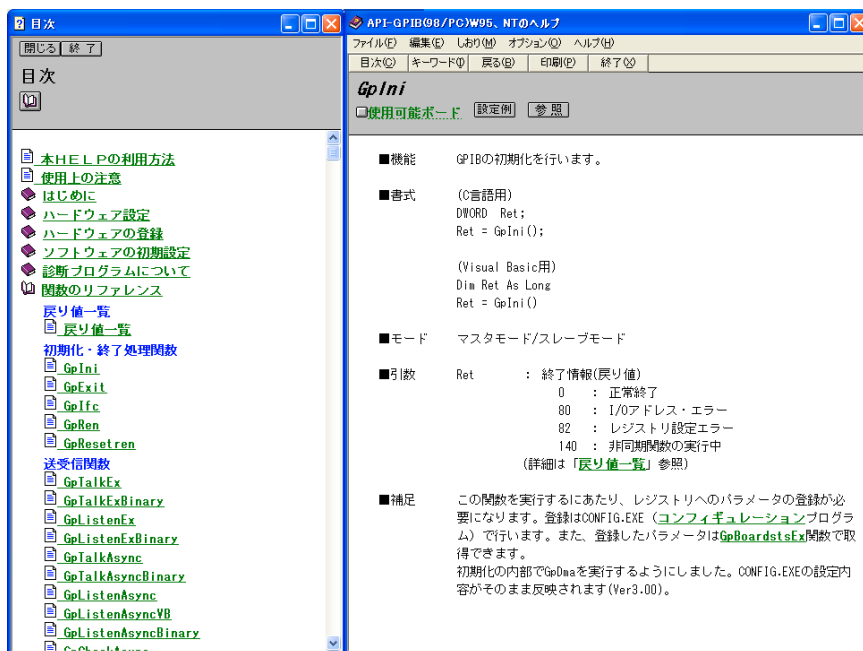 目次
閉じる 終 了
目次
本ＨＥＬＰの利用方法
使用上の注意
はじめに
ハードウェア設定
ハードウェアの登録
ソフトウェアの初期設定
診断プログラムについて
関数のリファレンス
戻り値一覧
戻り値一覧
初期化・終了処理関数
GpIni
GpExit
GpIfc
GpRen
GpResetren
送受信関数
GpTalkEx
GpTalkExBinary
GpListenEx
GpListenExBinary
GpTalkAsync
GpTalkAsyncBinary
GpListenAsync
GpListenAsyncVB
GpListenAsyncBinary
GpCheckAsync
API-GPIB(98/PC)W95、NTのヘルプ
ファイル(F) 編集(E) しおり(M) オプション(O) ヘルプ(H)
目次(C) キーワード(I) 戻る(B) 印刷(P) 終了(X)
GpIni
使用可能ボード 設定例 参 照
■機能 GPIBの初期化を行います。
■書式 (C言語用)
DWORD Ret;
Ret = GpIni();
(Visual Basic用)
Dim Ret As Long
Ret = GpIni()
■モード マスタモード/スレーブモード
■引数 Ret : 終了情報(戻り値)
0 : 正常終了
80 : I/Oアドレス・エラー
82 : レジストリ設定エラー
140 : 非同期関数の実行中
(詳細は「戻り値一覧」参照)
■補足 この関数を実行するにあたり、レジストリへのパラメータの登録が必
要になります。登録はCONFIG.EXE（コンフィギュレーションプログラ
ム）で行います。また、登録したパラメータはGpBoardstsEx関数で取
得できます。
初期化の内部でGpDmaを実行するようにしました。CONFIG.EXEの設定内
容がそのまま反映されます(Ver3.00)。